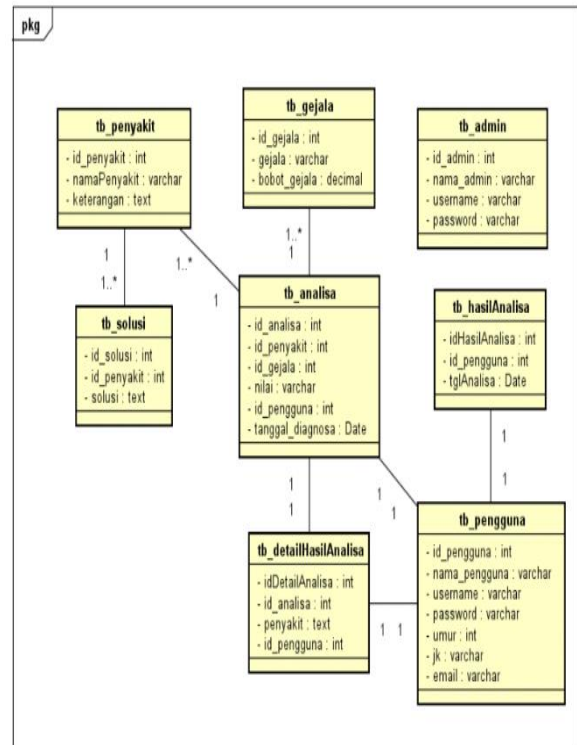 pkg
tb_penyakit
- id_penyakit : int
- namaPenyakit : varchar
- keterangan : text
tb_gejala
- id_gejala : int
- gejala : varchar
- bobot_gejala : decimal
tb_admin
- id_admin : int
- nama_admin : varchar
- username : varchar
- password : varchar
1
1..*
1..*
1
1..*
1
tb_solusi
- id_solusi : int
- id_penyakit : int
- solusi : text
tb_analisa
- id_analisa : int
- id_penyakit : int
- id_gejala : int
- nilai : varchar
- id_pengguna : int
- tanggal_diagnosa : Date
tb_hasilAnalisa
- idHasilAnalisa : int
- id_pengguna : int
- tglAnalisa : Date
1
1
1
1
1
1
tb_detailHasilAnalisa
- idDetailAnalisa : int
- id_analisa : int
- penyakit : text
- id_pengguna : int
1 1
tb_pengguna
- id_pengguna : int
- nama_pengguna : varchar
- username : varchar
- password : varchar
- umur : int
- jk : varchar
- email : varchar